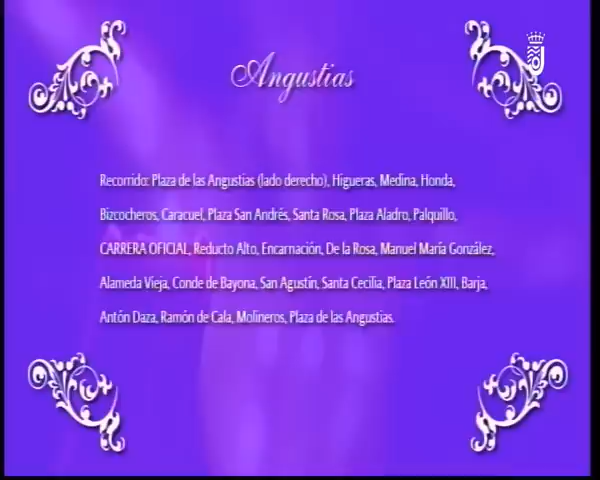 Angustias
Recorrido: Plaza de las Angustias (lado derecho), Higueras, Medina, Honda,
Bizcocheros, Caracuel, Plaza San Andrés, Santa Rosa, Plaza Aladro, Palquillo,
CARRERA OFICIAL, Reducto Alto, Encarnación, De la Rosa, Manuel María González,
Alameda Vieja, Conde de Bayona, San Agustín, Santa Cecilia, Plaza León XIII, Barja,
Antón Daza, Ramón de Cala, Molineros, Plaza de las Angustias.